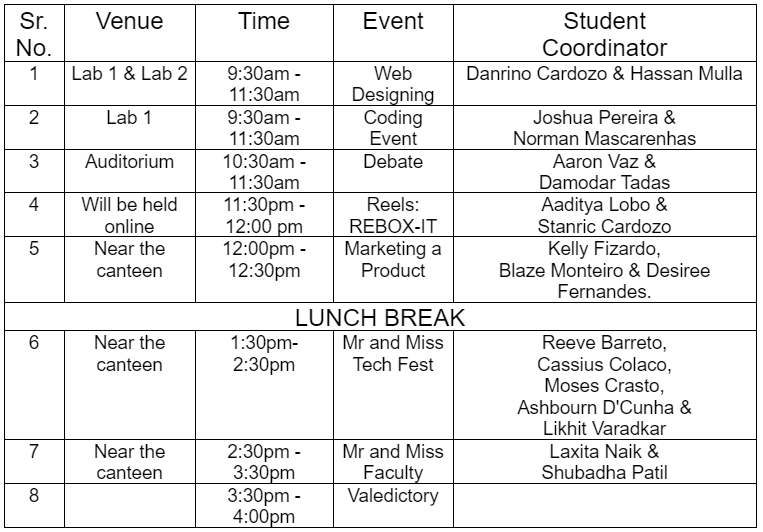 Sr. No. Venue Time Event Student Coordinator
1 Lab 1 & Lab 2 9:30am - 11:30am Web Designing Danrino Cardozo & Hassan Mulla
2 Lab 1 9:30am - 11:30am Coding Event Joshua Pereira & Norman Mascarenhas
3 Auditorium 10:30am - 11:30am Debate Aaron Vaz & Damodar Tadas
4 Will be held online 11:30pm - 12:00 pm Reels: REBOX-IT Aaditya Lobo & Stanric Cardozo
5 Near the canteen 12:00pm - 12:30pm Marketing a Product Kelly Fizardo, Blaze Monteiro & Desiree Fernandes.
LUNCH BREAK
6 Near the canteen 1:30pm- 2:30pm Mr and Miss Tech Fest Reeve Barreto, Cassius Colaco, Moses Crasto, Ashbourn D'Cunha & Likhit Varadkar
7 Near the canteen 2:30pm - 3:30pm Mr and Miss Faculty Laxita Naik & Shubadha Patil
8 3:30pm - 4:00pm Valedictory